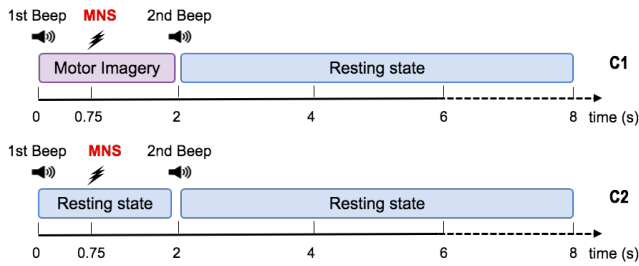 1st Beep MNS 2nd Beep
Motor Imagery Resting state C1
0 0.75 2 4 6 8 time (s)
1st Beep MNS 2nd Beep
Resting state Resting state C2
0 0.75 2 4 6 8 time (s)